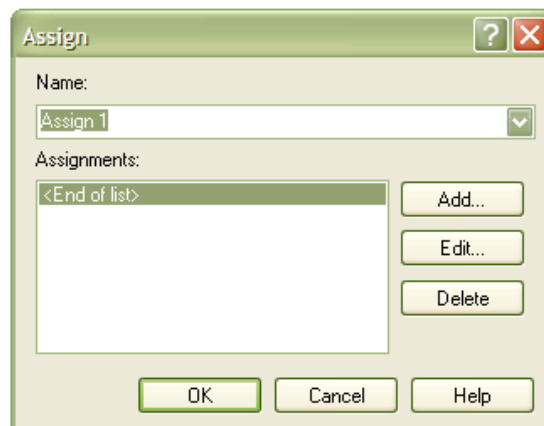 Assign
?
Name:
Assign 1
Assignments:
<End of list>
Add...
Edit...
Delete
OK
Cancel
Help